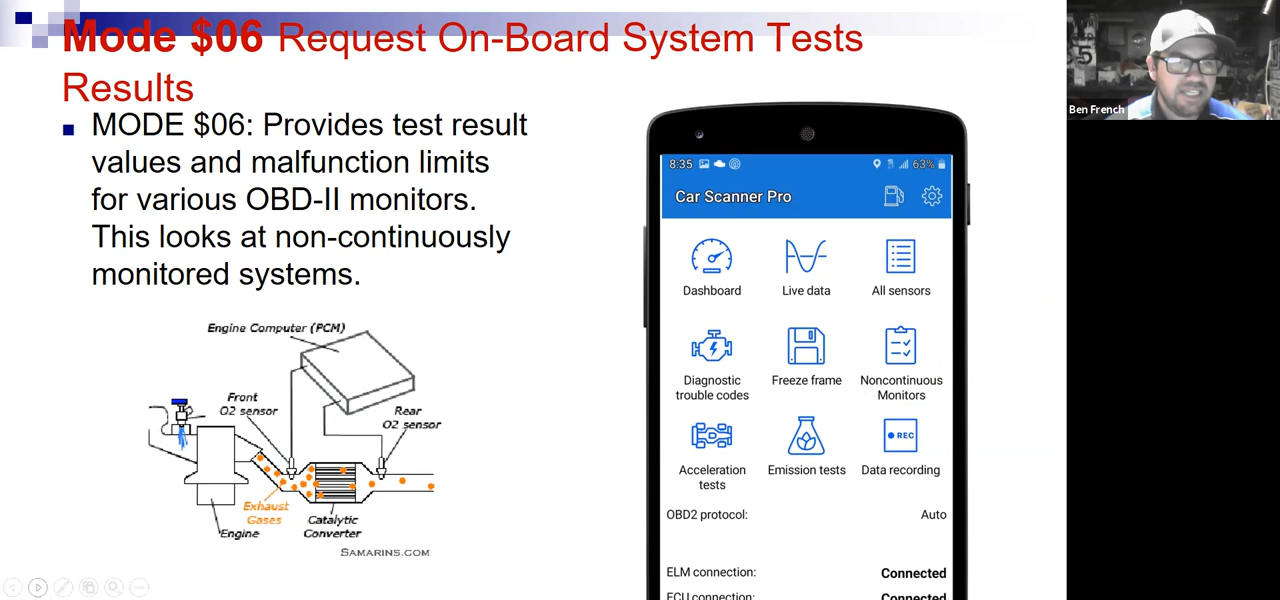 Mode $06 Request On-Board System Tests
Results
MODE $06: Provides test result
values and malfunction limits
for various OBD-II monitors.
This looks at non-continuously
monitored systems.
Engine Computer (PCM)
Front
O2 sensor
Rear
O2 sensor
Exhaust
Gases
Engine
Catalytic
Converter
SAMARINS.COM
8:35
63%
Car Scanner Pro
Dashboard
Live data
All sensors
Diagnostic
trouble codes
Freeze frame
Noncontinuous
Monitors
REC
Acceleration
tests
Emission tests
Data recording
OBD2 protocol:
Auto
ELM connection:
Connected
ECU connection:
Connected
Ben French